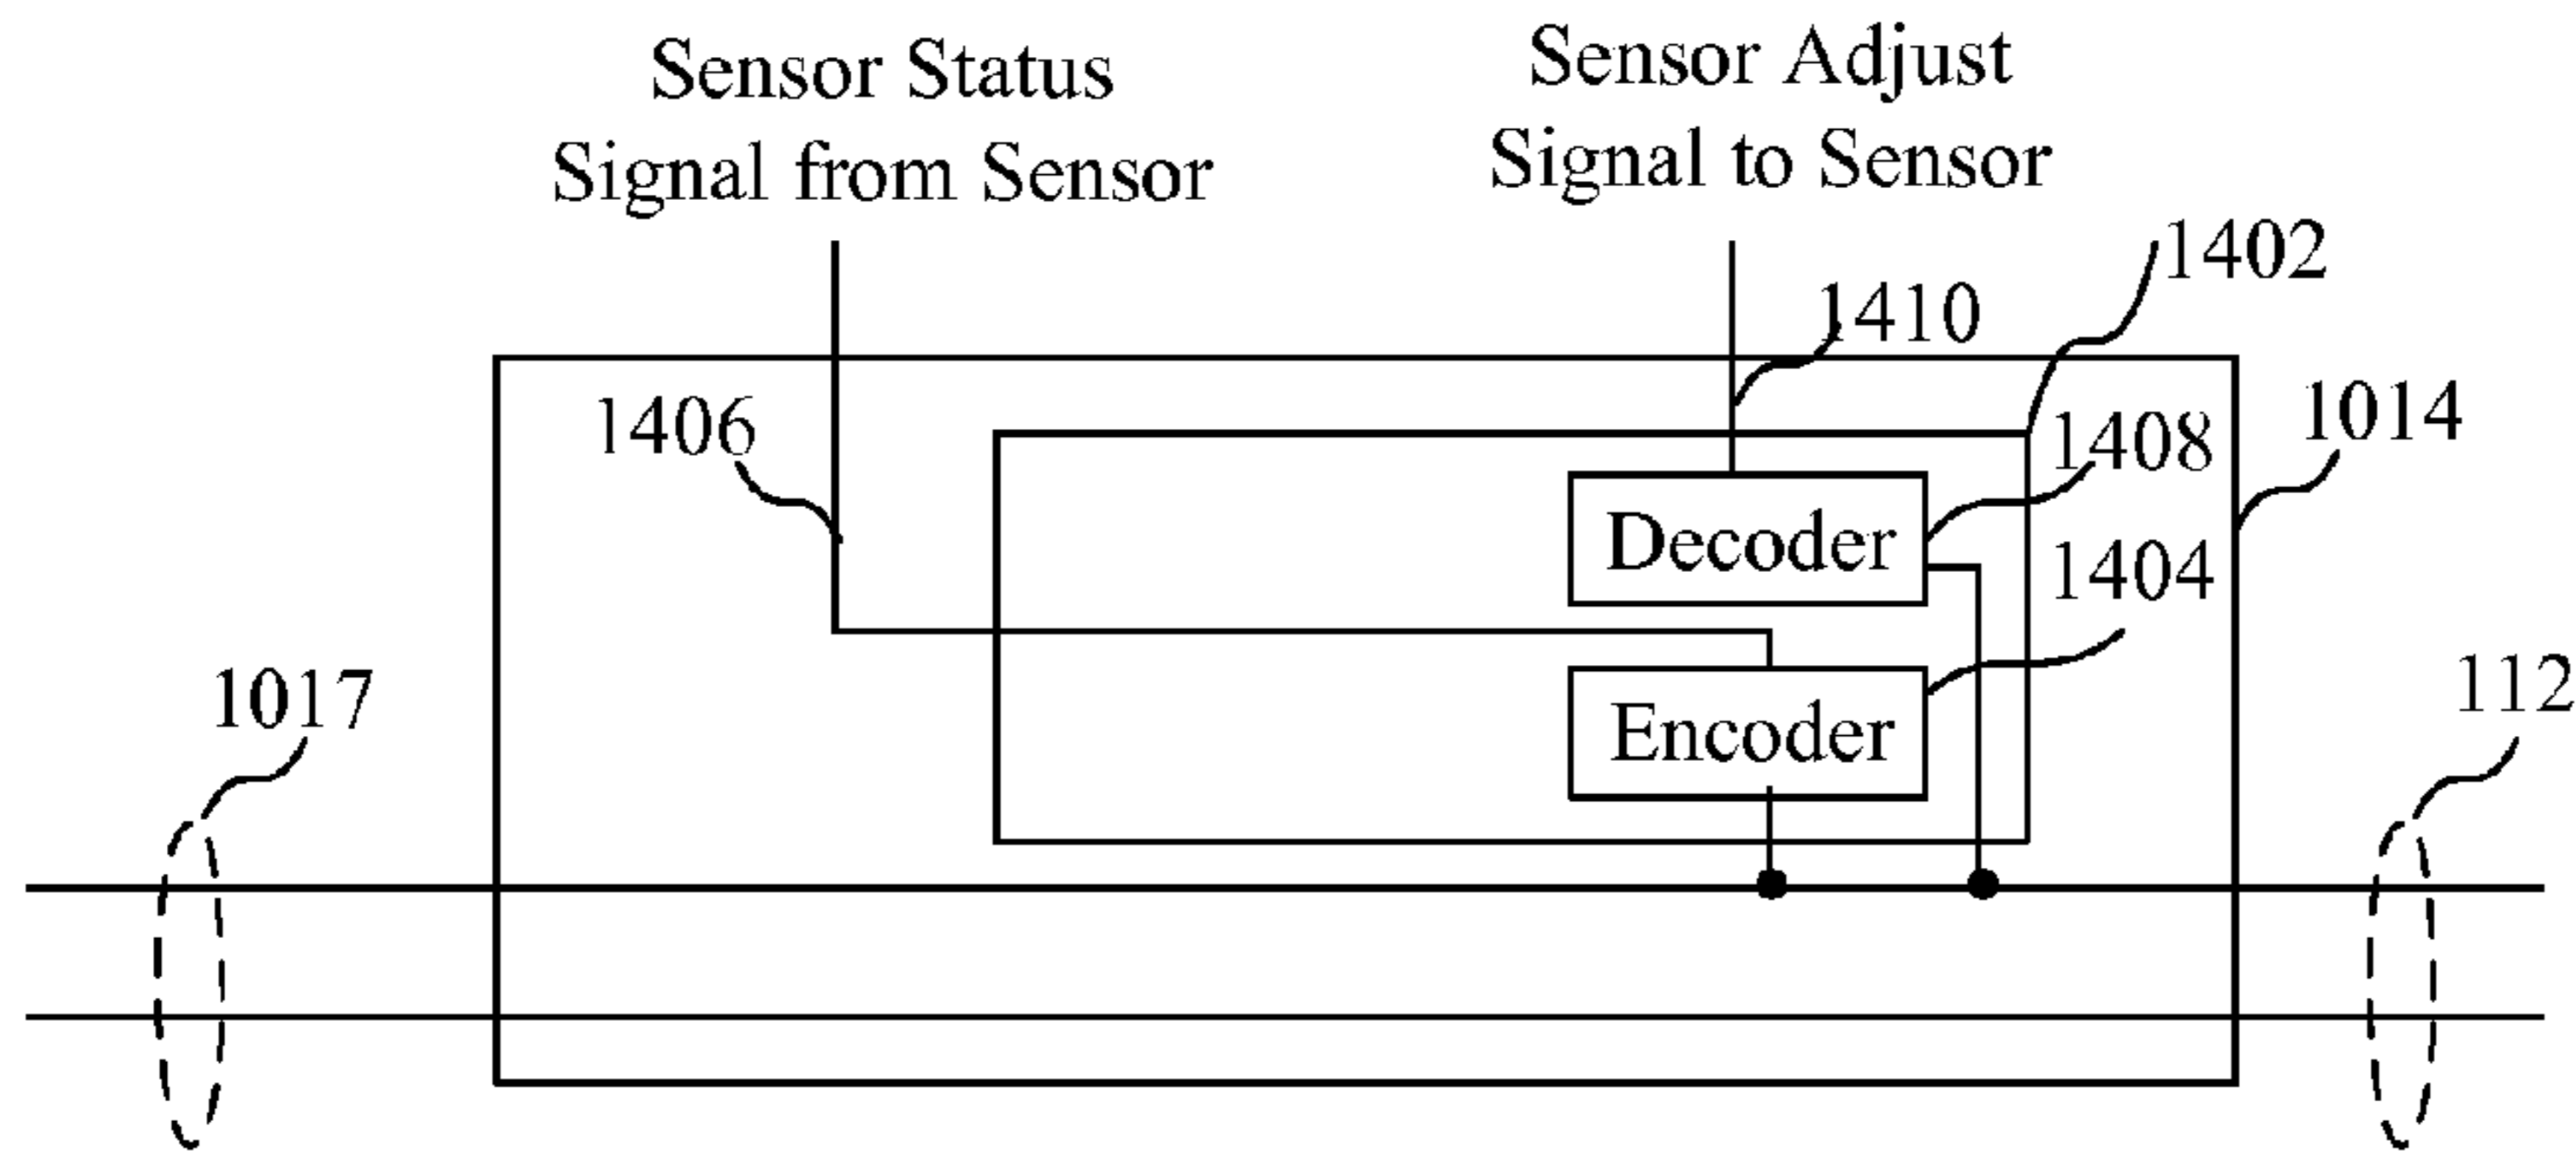 Sensor Status
Signal from Sensor
Sensor Adjust
Signal to Sensor
1402
1410
1406
1408
1014
Decoder
1404
1017
Encoder
112